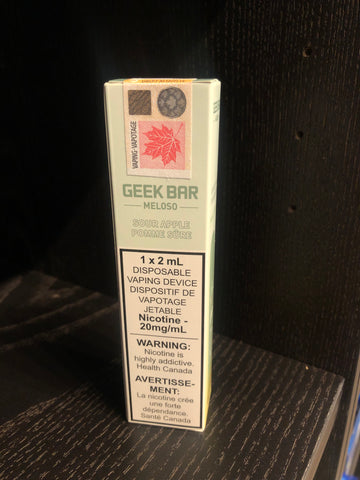 VAPING·VAPOTAGE
GEEK BAR
MELOSO
SOUR APPLE
POMME SÛRE
1 x 2 mL
DISPOSABLE
VAPING DEVICE
DISPOSITIF DE
VAPOTAGE
JETABLE
Nicotine -
20mg/mL
WARNING:
Nicotine is
highly addictive.
Health Canada
AVERTISSE-
MENT:
La nicotine crée
une forte
dépendance.
Santé Canada